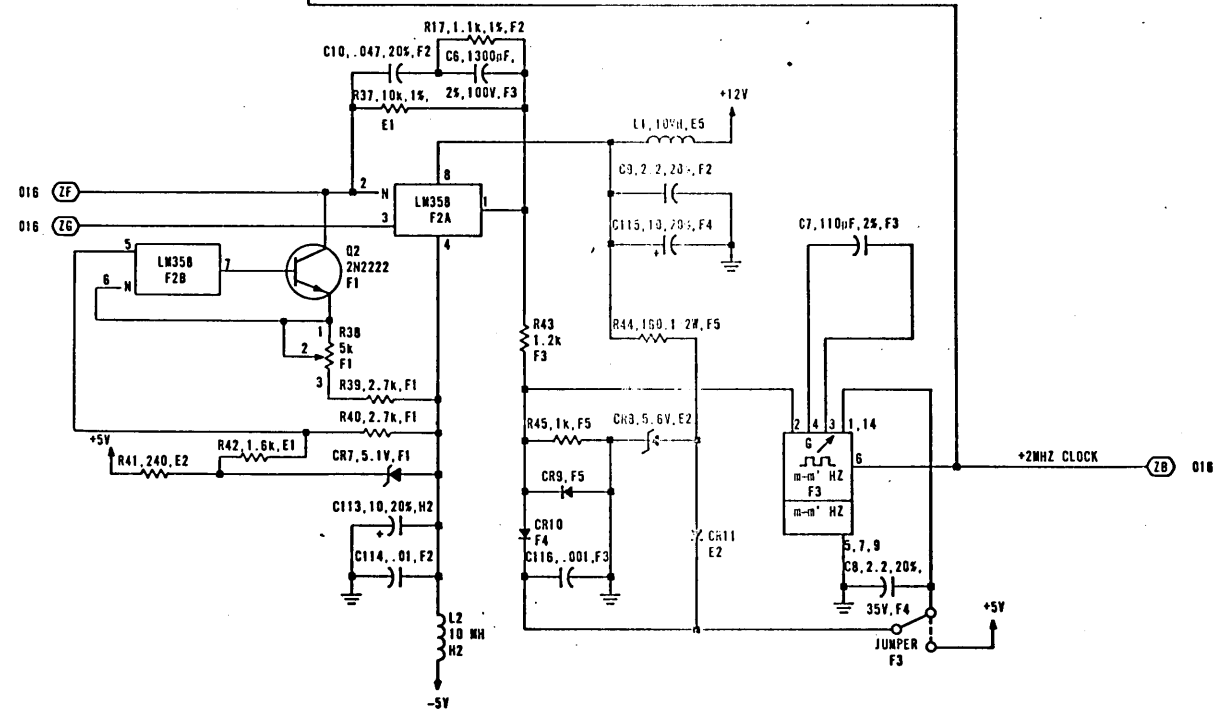 R17,1.1k,1%,F2
C10,.047,20%,F2
C6,1300pF,
2%,100V,F3
R37,10k,1%,
E1
+12V
L1,10MH,E5
C9,2.2,20%,F2
C115,10,20%,F4
+
C7,110pF,2%,F3
016 ZF
2 N
8
LM358
F2A
1
3
4
016 ZG
5
LM358
F2B
7
6 N
Q2
2N2222
F1
1
R38
5k
F1
2
3
R39,2.7k,F1
R40,2.7k,F1
+5V
R42,1.6k,E1
R41,240,E2
CR7,5.1V,F1
C113,10,20%,H2
+
C114,.01,F2
L2
10 MH
H2
-5V
R43
1.2k
F3
R44,160,1 2W,F5
R45,1k,F5
CR8,5.6V,E2
CR9,F5
CR10
F4
C116,.001,F3
CR11
E2
2 4 3 1,14
G
m-m' HZ
F3
m-m' HZ
6
+2MHZ CLOCK
ZB 016
5,7,9
C8,2.2,20%,
35V,F4
+5V
JUMPER
F3